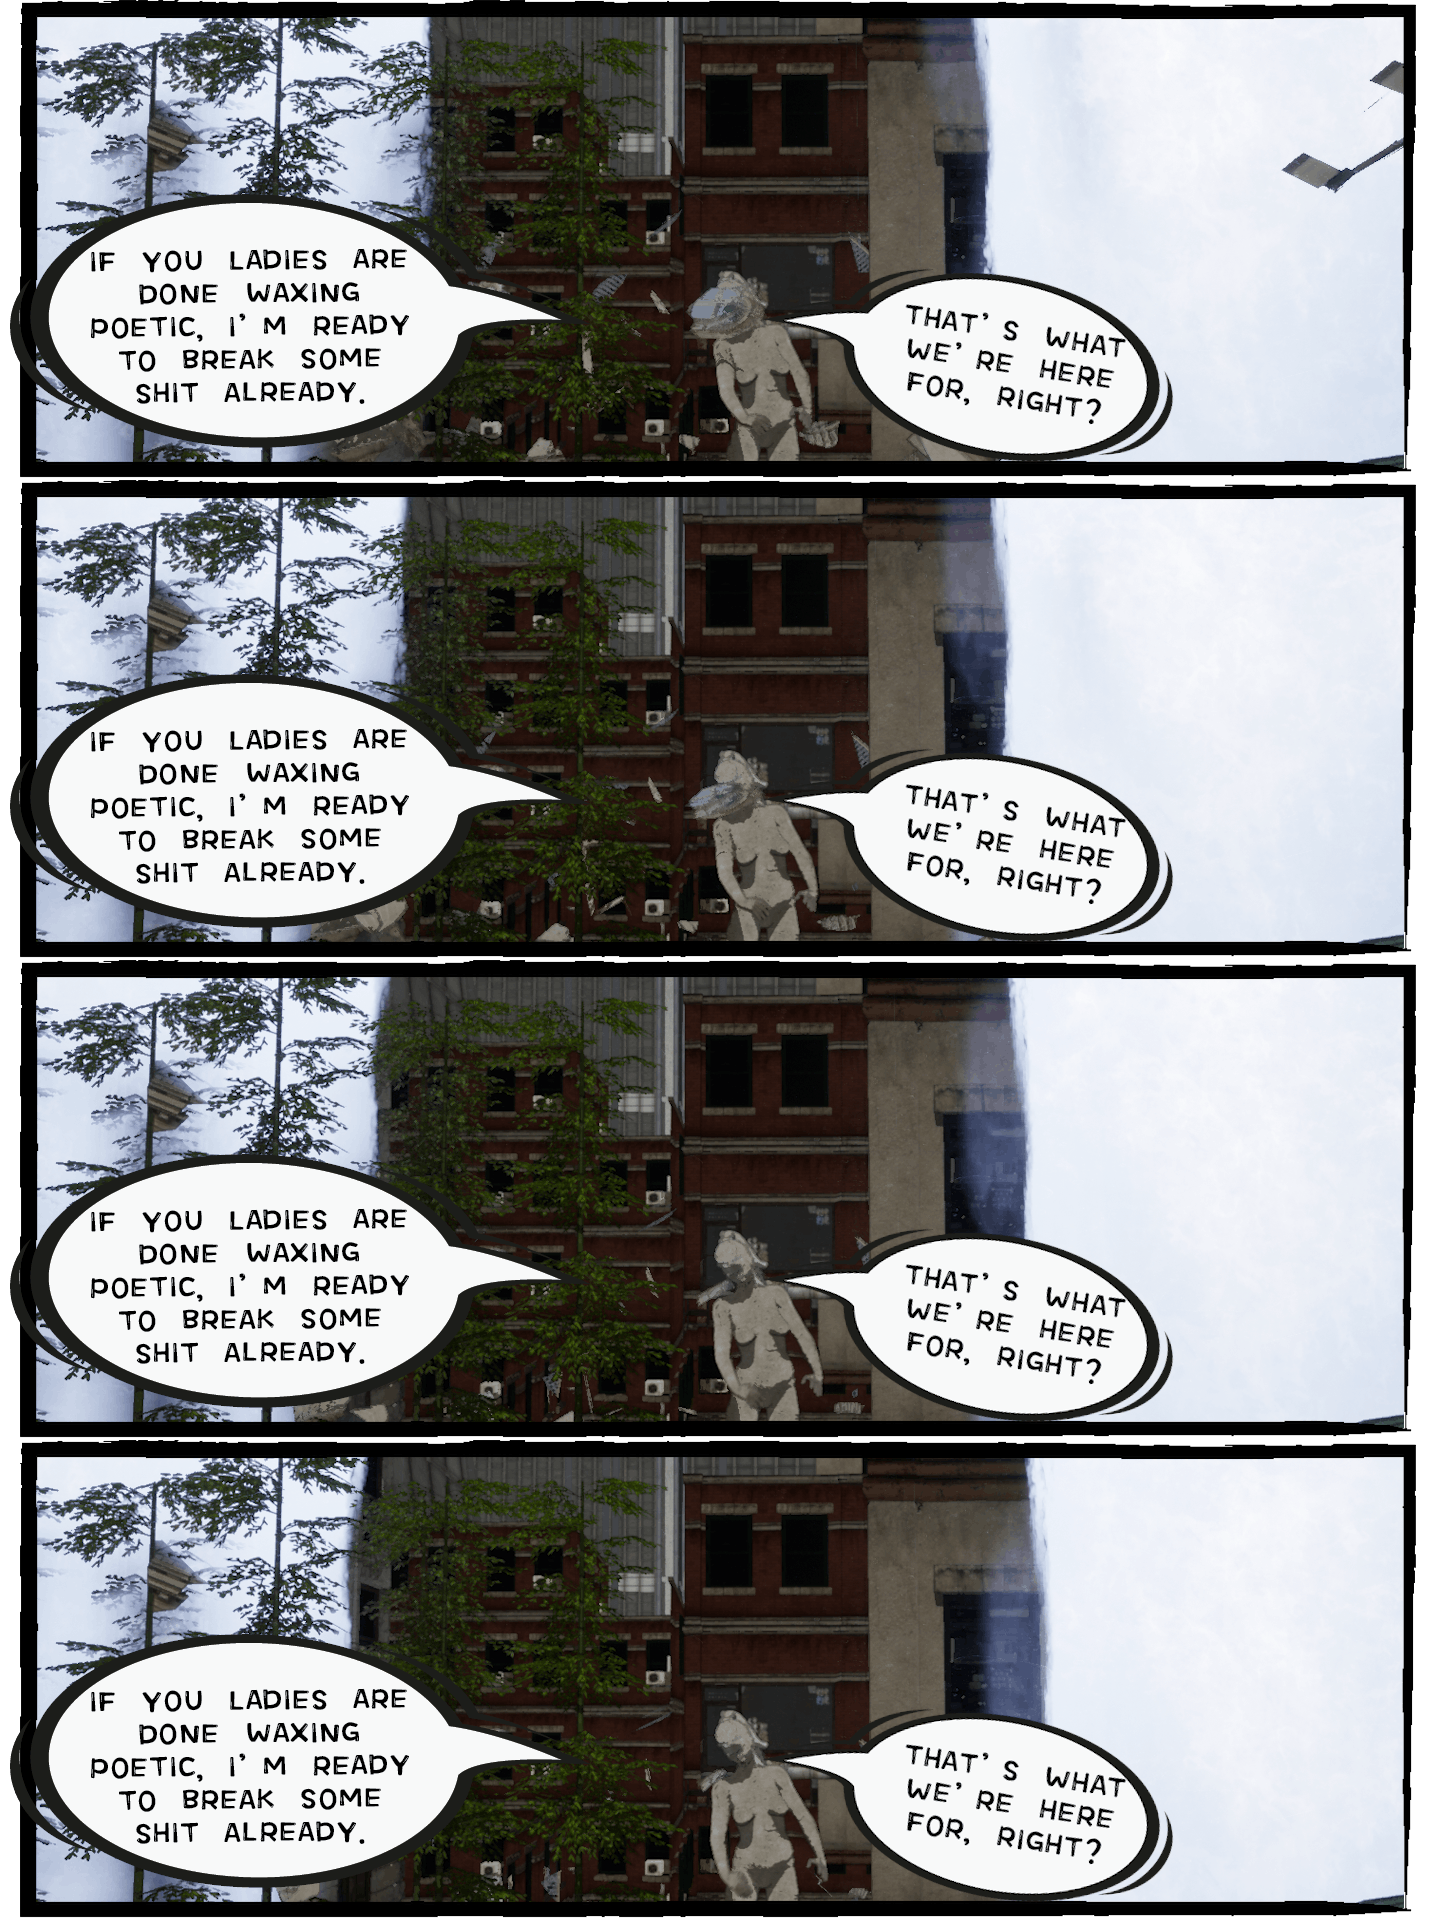 IF YOU LADIES ARE
DONE WAXING
POETIC, I'M READY
TO BREAK SOME
SHIT ALREADY.
THAT'S WHAT
WE'RE HERE
FOR, RIGHT?
IF YOU LADIES ARE
DONE WAXING
POETIC, I'M READY
TO BREAK SOME
SHIT ALREADY.
THAT'S WHAT
WE'RE HERE
FOR, RIGHT?
IF YOU LADIES ARE
DONE WAXING
POETIC, I'M READY
TO BREAK SOME
SHIT ALREADY.
THAT'S WHAT
WE'RE HERE
FOR, RIGHT?
IF YOU LADIES ARE
DONE WAXING
POETIC, I'M READY
TO BREAK SOME
SHIT ALREADY.
THAT'S WHAT
WE'RE HERE
FOR, RIGHT?